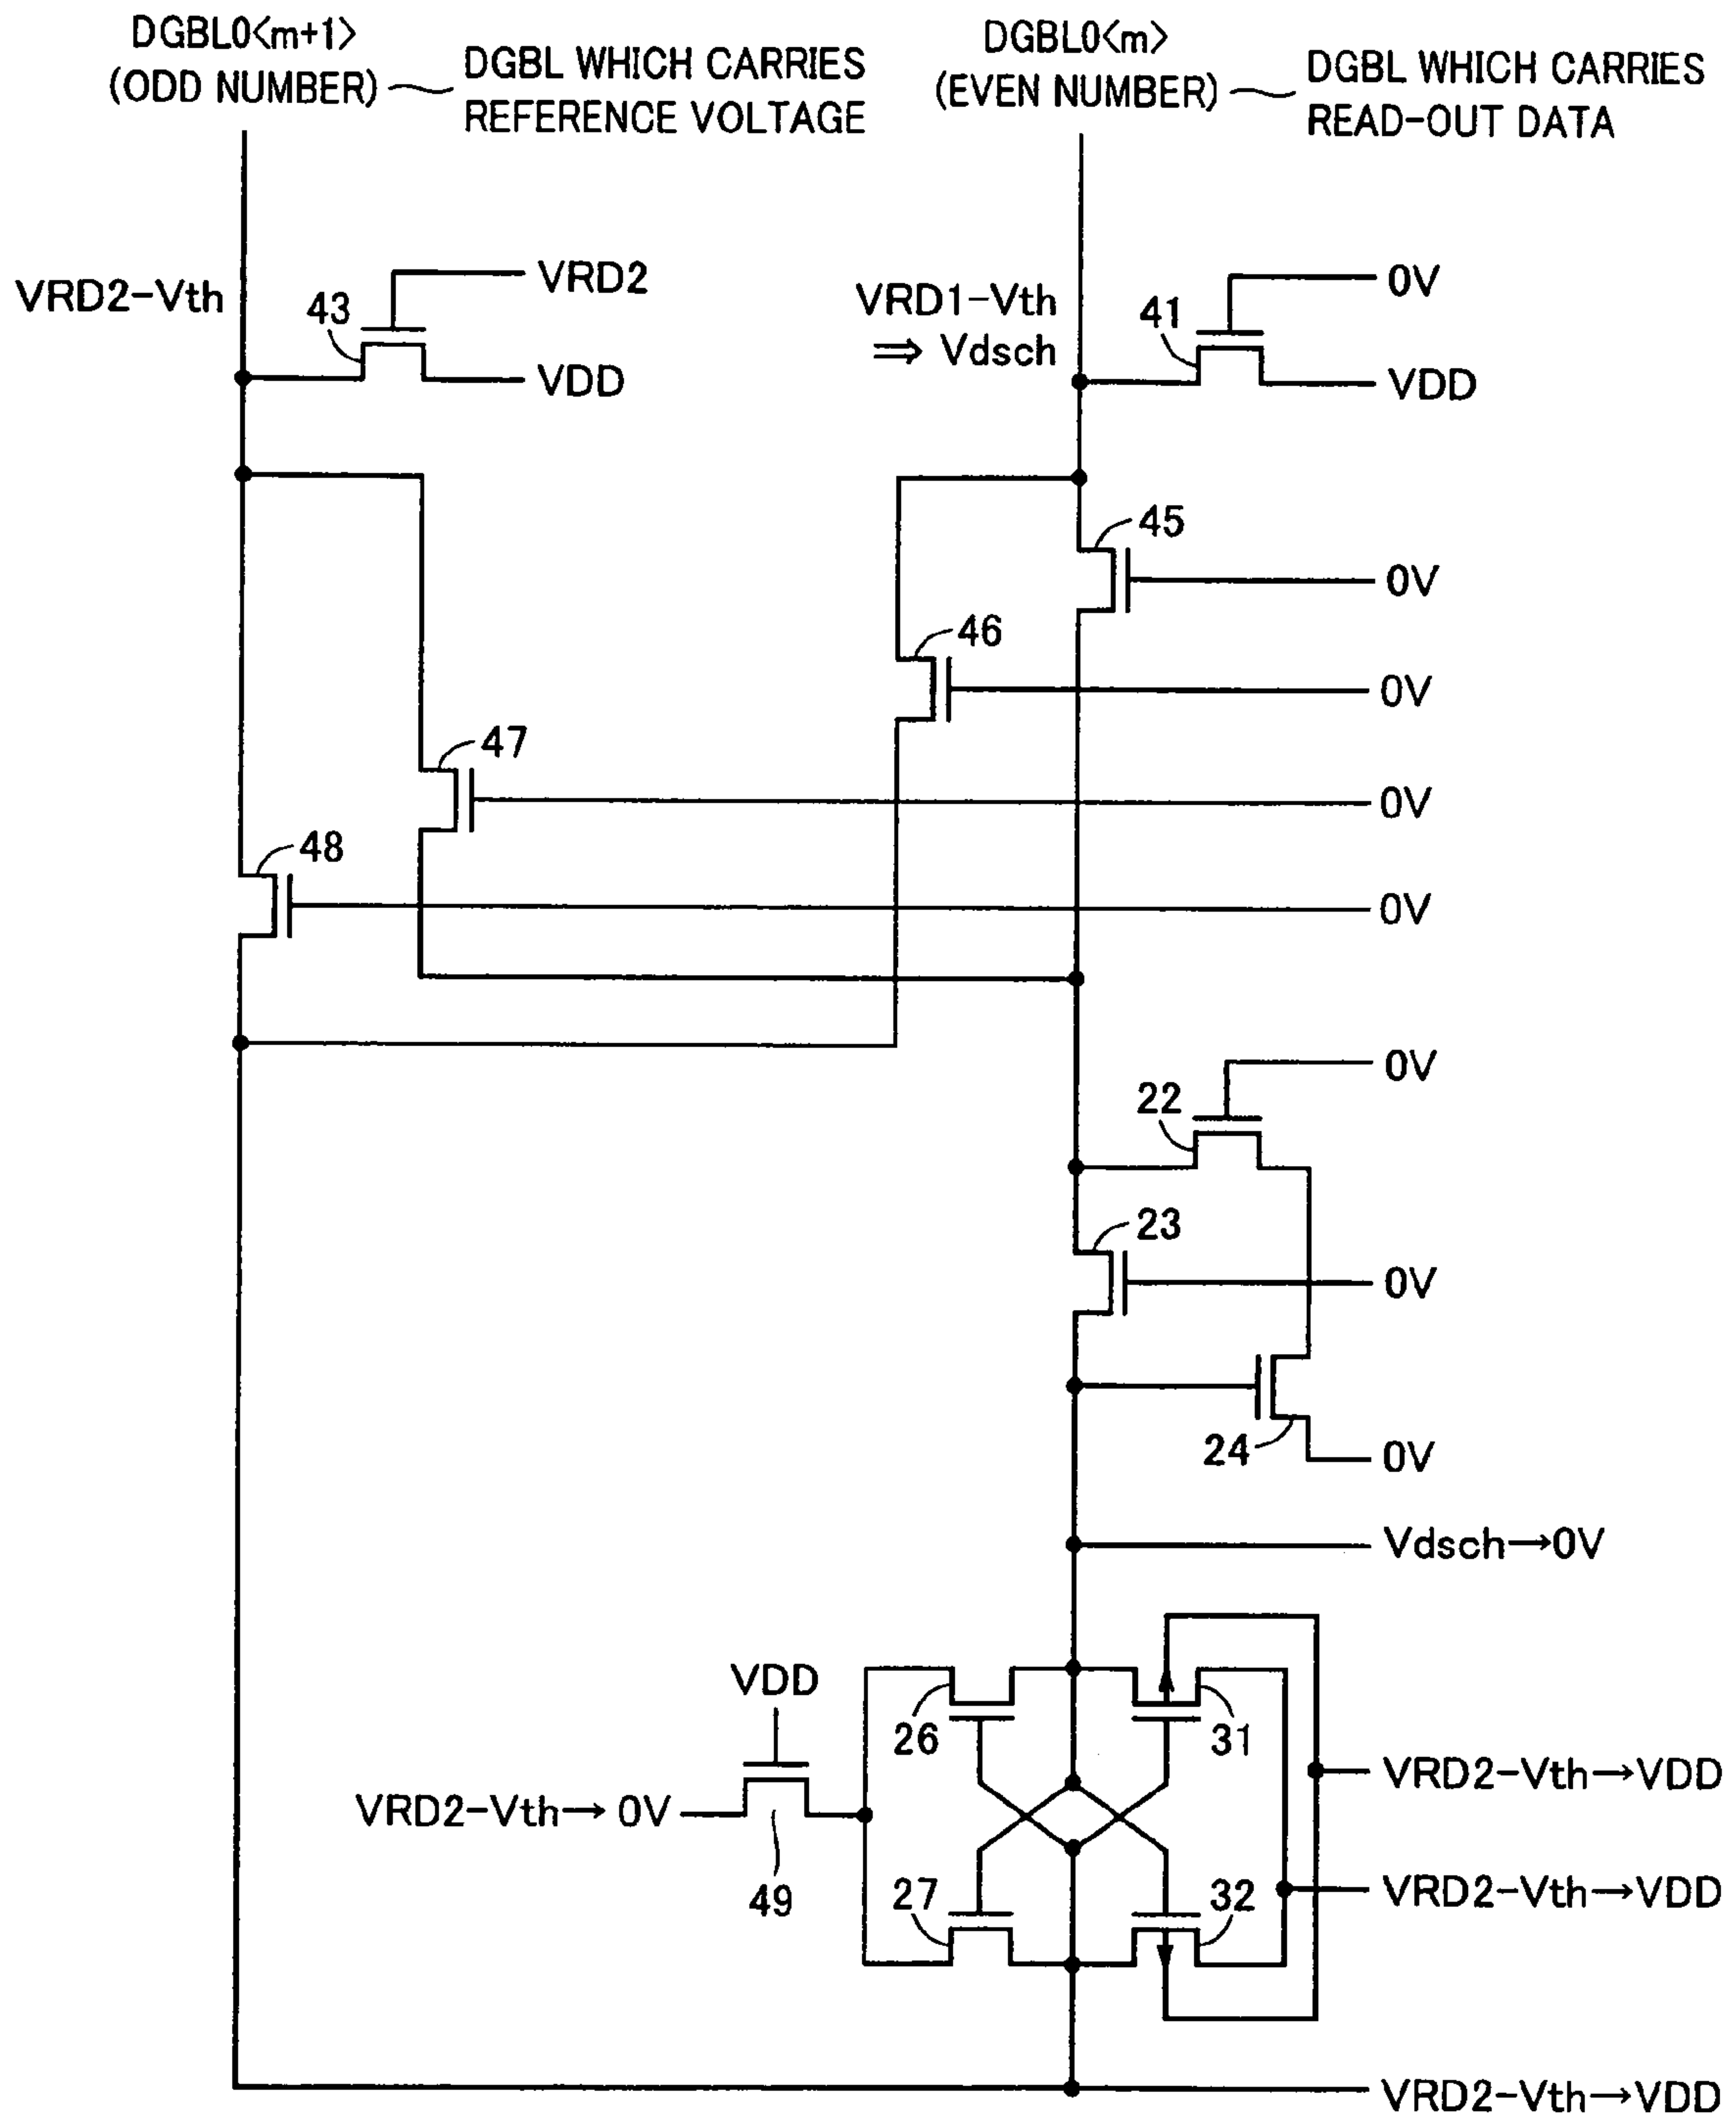 DGBL0<m+1>
(ODD NUMBER)
DGBL WHICH CARRIES
REFERENCE VOLTAGE
DGBL0<m>
(EVEN NUMBER)
DGBL WHICH CARRIES
READ-OUT DATA
VRD2-Vth
43
VRD2
VDD
VRD1-Vth
⇒ Vdsch
41
0V
VDD
45
0V
46
0V
47
0V
48
0V
22
0V
23
0V
24
0V
Vdsch→0V
VDD
26
31
VRD2-Vth→0V
VRD2-Vth→VDD
49
27
32
VRD2-Vth→VDD
VRD2-Vth→VDD